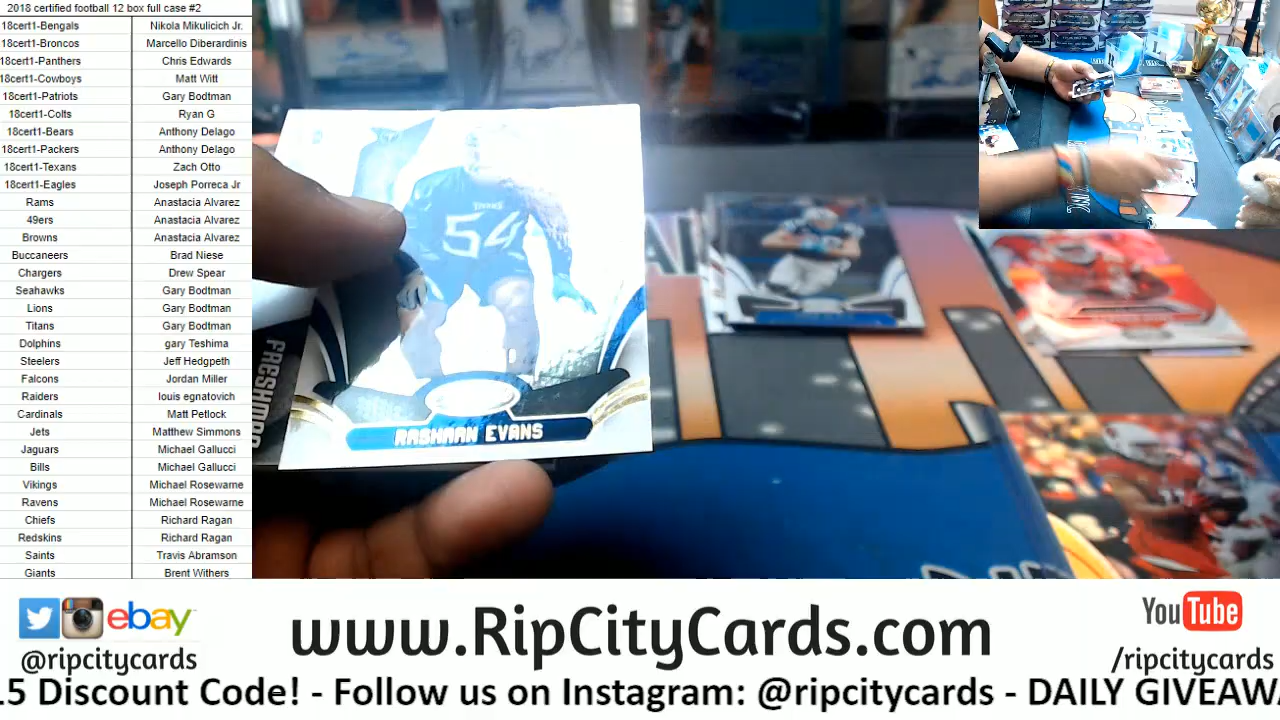 2018 certified football 12 box full case #2
18cert1-Bengals Nikola Mikulicich Jr.
18cert1-Broncos Marcello Diberardinis
18cert1-Panthers Chris Edwards
18cert1-Cowboys Matt Witt
18cert1-Patriots Gary Bodtman
18cert1-Colts Ryan G
18cert1-Bears Anthony Delago
18cert1-Packers Anthony Delago
18cert1-Texans Zach Otto
18cert1-Eagles Joseph Porreca Jr
Rams Anastacia Alvarez
49ers Anastacia Alvarez
Browns Anastacia Alvarez
Buccaneers Brad Niese
Chargers Drew Spear
Seahawks Gary Bodtman
Lions Gary Bodtman
Titans Gary Bodtman
Dolphins gary Teshima
Steelers Jeff Hedgpeth
Falcons Jordan Miller
Raiders louis egnatovich
Cardinals Matt Petlock
Jets Matthew Simmons
Jaguars Michael Gallucci
Bills Michael Gallucci
Vikings Michael Rosewarne
Ravens Michael Rosewarne
Chiefs Richard Ragan
Redskins Richard Ragan
Saints Travis Abramson
Giants Brent Withers
TITANS
54
RASHAAN EVANS
ebay
@ripcitycards
www.RipCityCards.com
YouTube
/ripcitycards
15 Discount Code! - Follow us on Instagram: @ripcitycards - DAILY GIVEAWA